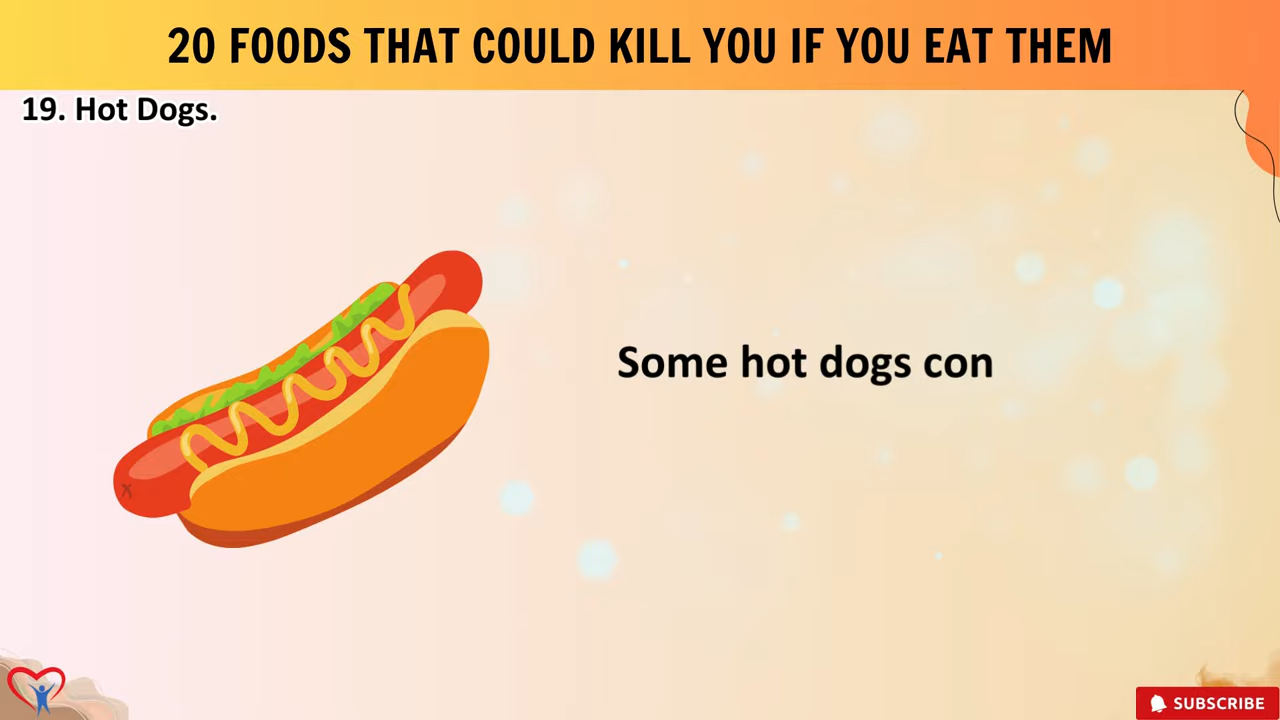 20 FOODS THAT COULD KILL YOU IF YOU EAT THEM
19. Hot Dogs.
Some hot dogs con
SUBSCRIBE